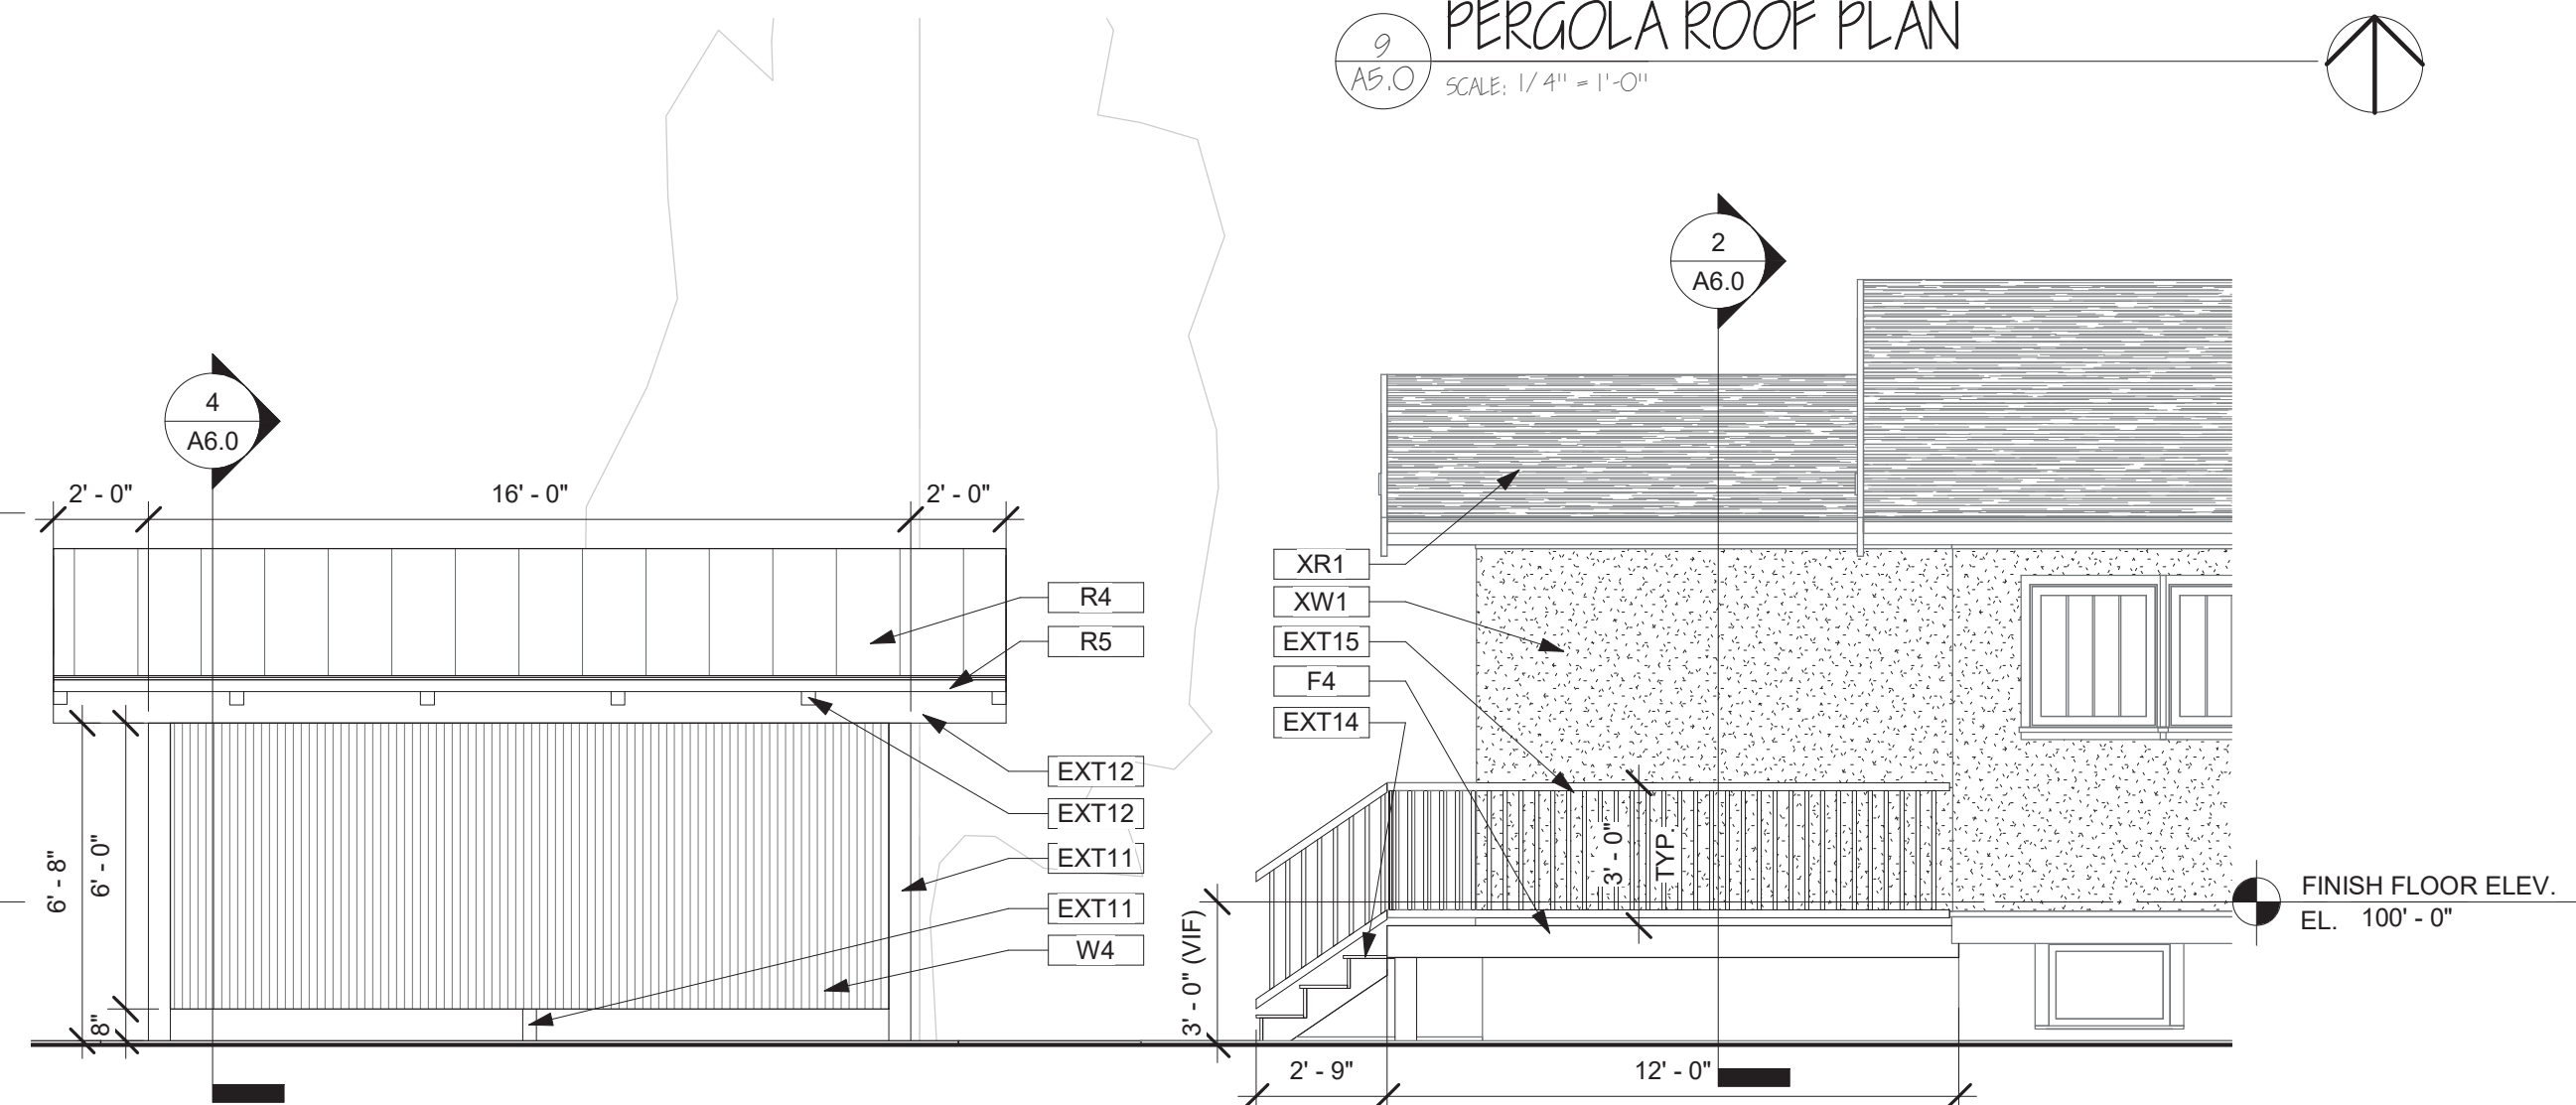 PERGOLA ROOF PLAN
9
A5.0
SCALE: 1/4" = 1'-0"
2
A6.0
4
A6.0
2' - 0"
16' - 0"
2' - 0"
R4
R5
EXT12
EXT12
EXT11
EXT11
W4
6' - 8"
6' - 0"
8"
XR1
XW1
EXT15
F4
EXT14
3' - 0"
TYP.
3' - 0" (VIF)
2' - 9"
12' - 0"
FINISH FLOOR ELEV.
EL. 100' - 0"